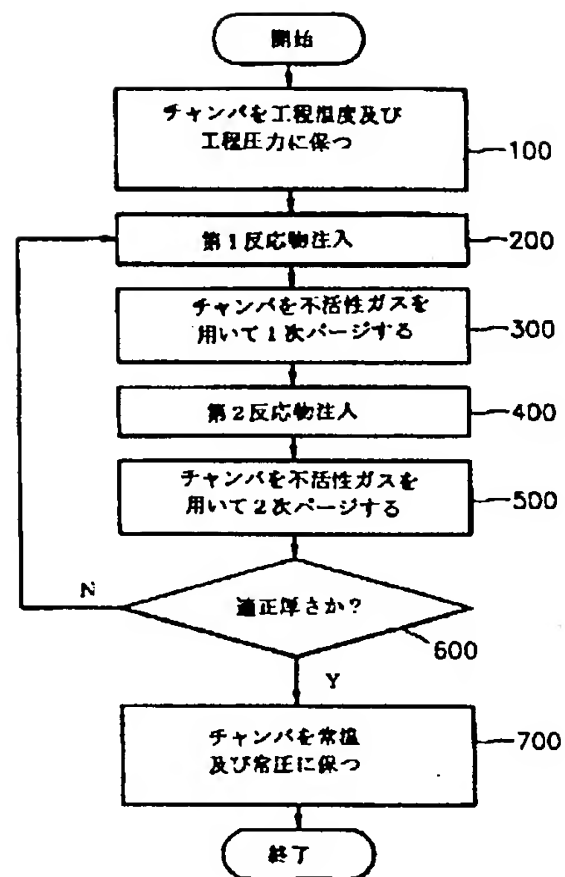 開始
チャンバを工程温度及び
工程圧力に保つ
100
第1反応物注入
200
チャンバを不活性ガスを
用いて1次パージする
300
第2反応物注入
400
チャンバを不活性ガスを
用いて2次パージする
500
適正厚さか?
N
600
Y
チャンバを常温
及び常圧に保つ
700
終了